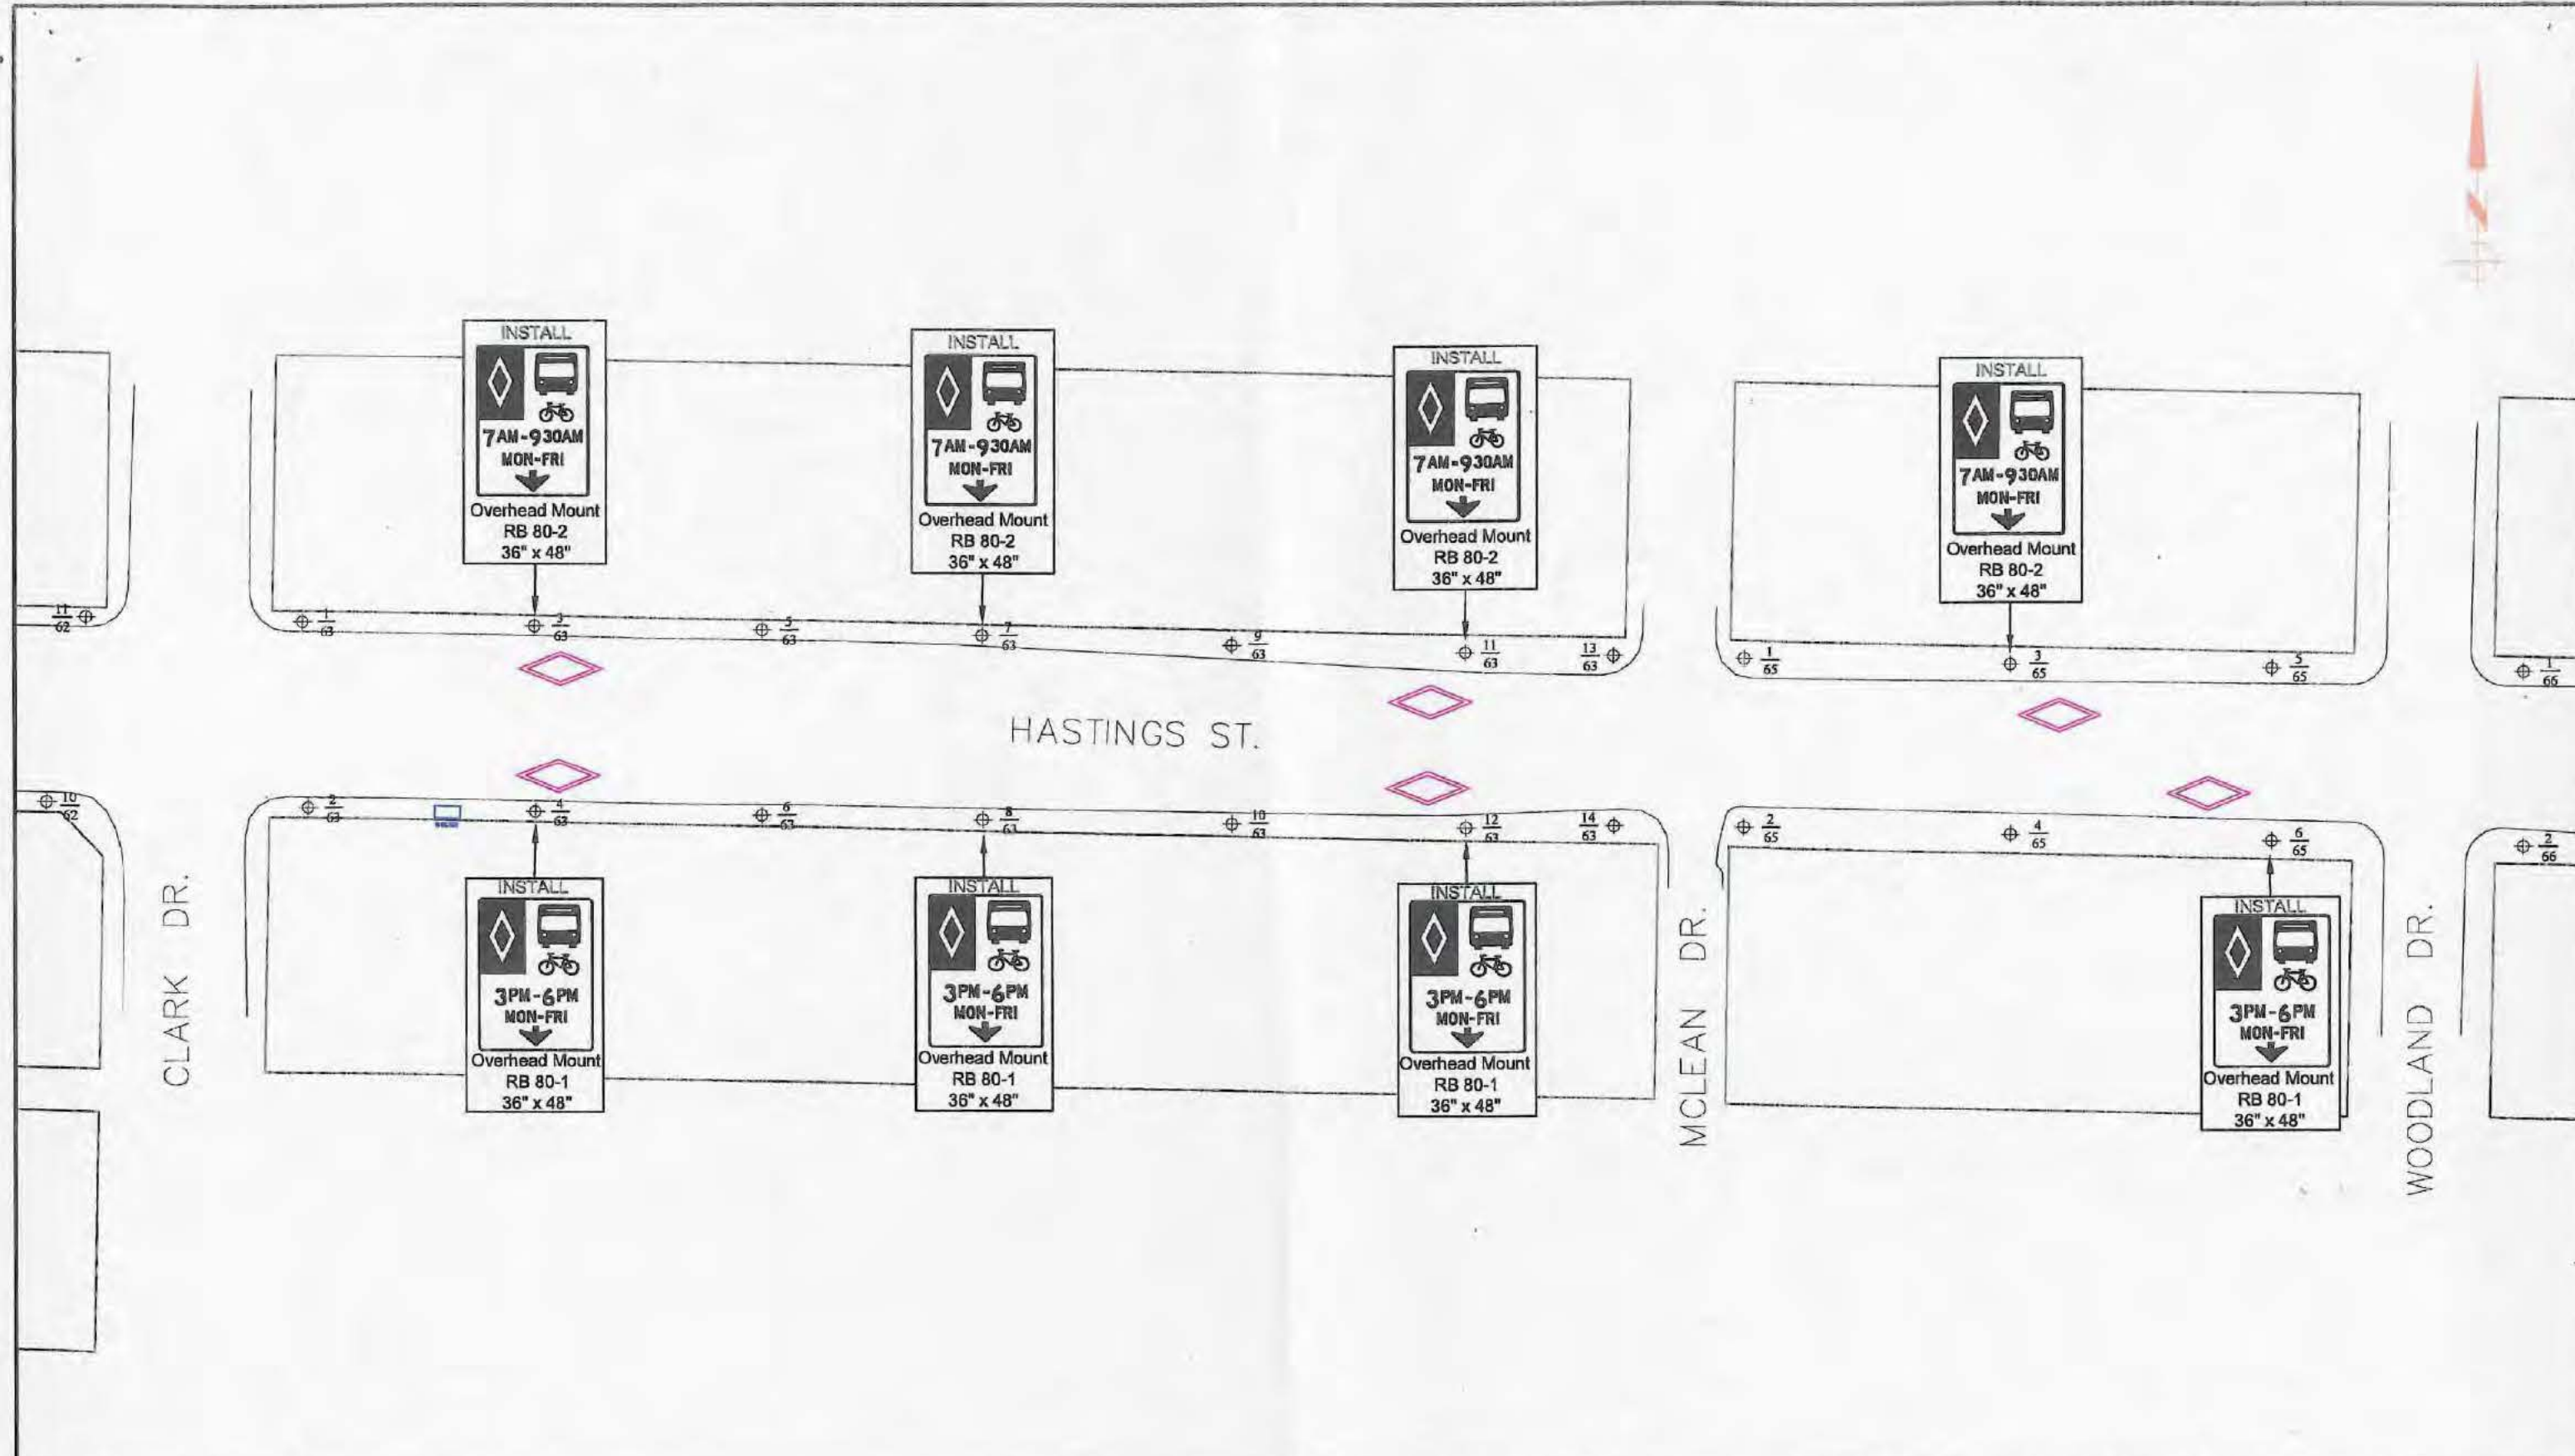 N
INSTALL
7AM-930AM
MON-FRI
Overhead Mount
RB 80-2
36" x 48"
INSTALL
7AM-930AM
MON-FRI
Overhead Mount
RB 80-2
36" x 48"
INSTALL
7AM-930AM
MON-FRI
Overhead Mount
RB 80-2
36" x 48"
INSTALL
7AM-930AM
MON-FRI
Overhead Mount
RB 80-2
36" x 48"
11
62
1
63
3
63
5
63
7
63
9
63
11
63
13
63
1
65
3
65
5
65
1
66
HASTINGS ST.
10
62
2
63
4
63
6
63
8
63
10
63
12
63
14
63
2
65
4
65
6
65
2
66
CLARK DR.
INSTALL
3PM-6PM
MON-FRI
Overhead Mount
RB 80-1
36" x 48"
INSTALL
3PM-6PM
MON-FRI
Overhead Mount
RB 80-1
36" x 48"
INSTALL
3PM-6PM
MON-FRI
Overhead Mount
RB 80-1
36" x 48"
MCLEAN DR.
INSTALL
3PM-6PM
MON-FRI
Overhead Mount
RB 80-1
36" x 48"
WOODLAND DR.